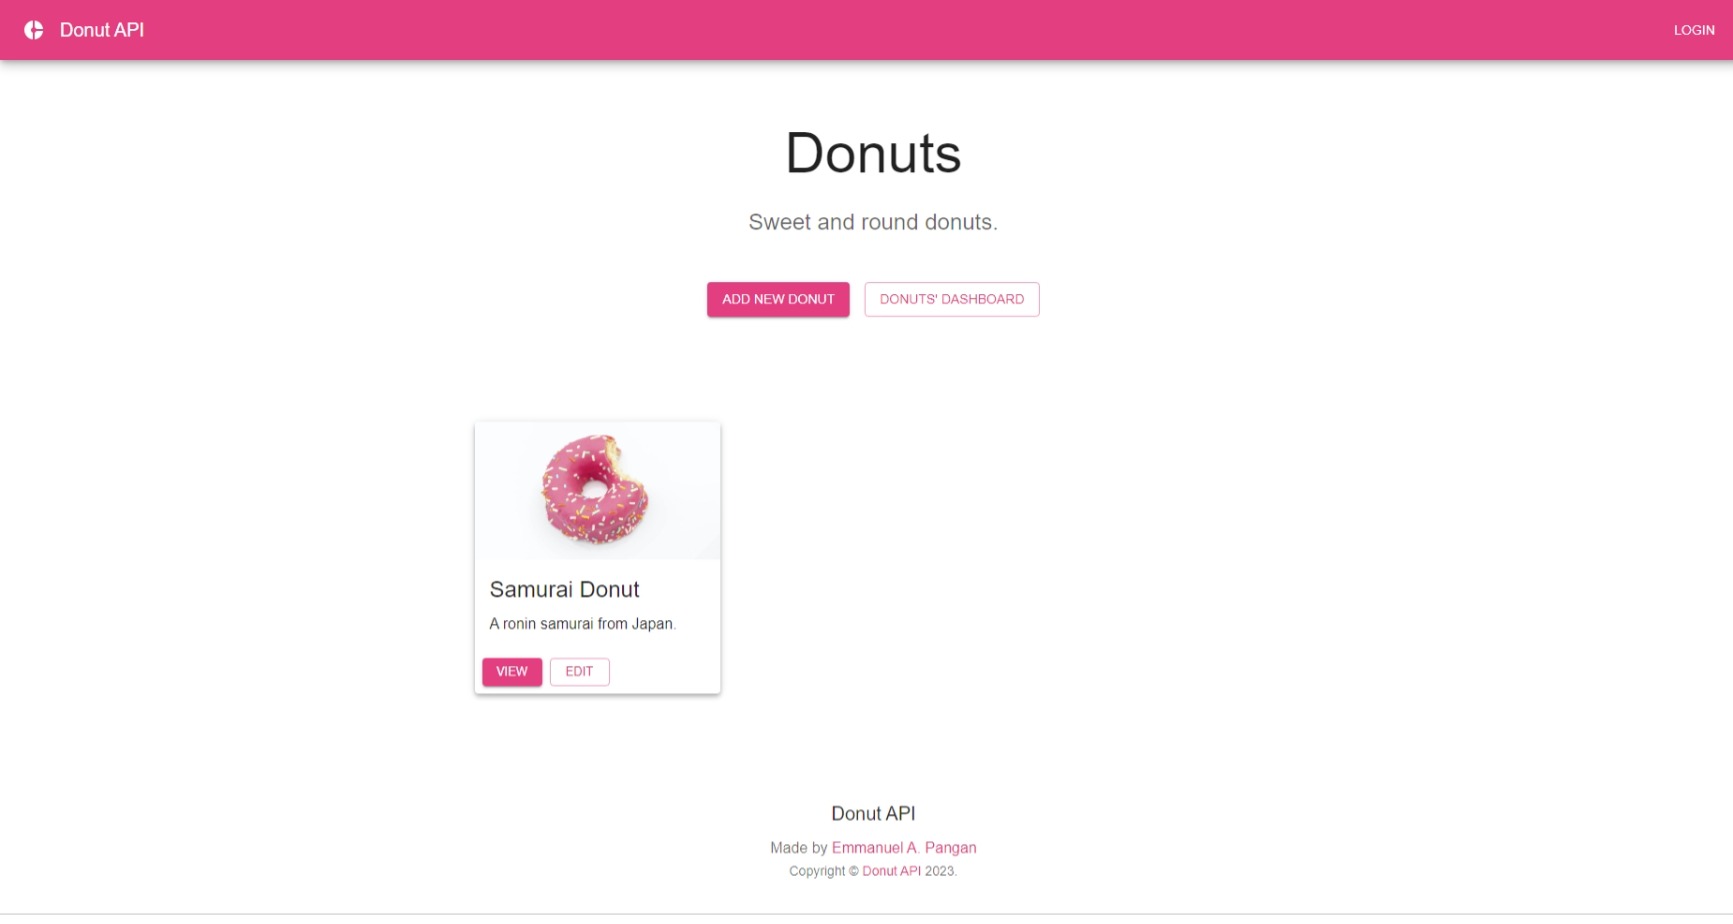 Donut API
LOGIN
Donuts
Sweet and round donuts.
ADD NEW DONUT
DONUTS' DASHBOARD
Samurai Donut
A ronin samurai from Japan.
VIEW
EDIT
Donut API
Made by Emmanuel A. Pangan
Copyright © Donut API 2023.